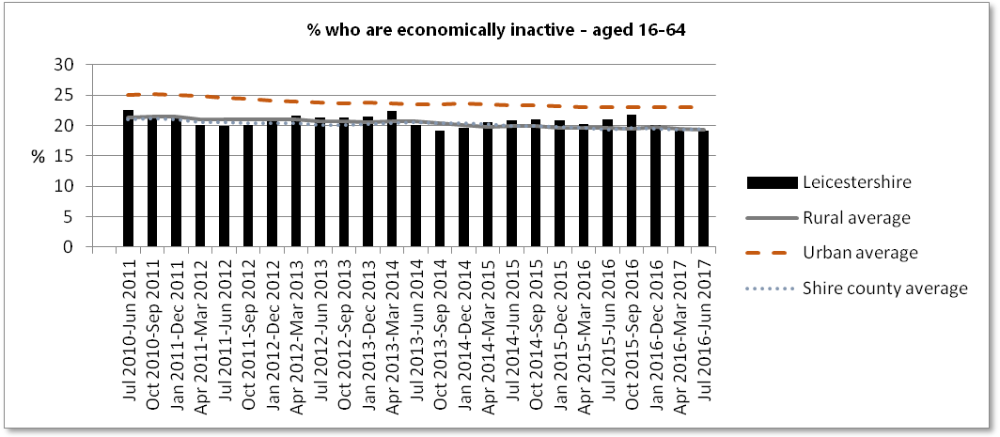 % who are economically inactive - aged 16-64
30
25
20
15
10
5
0
%
Jul 2010-Jun 2011
Oct 2010-Sep 2011
Jan 2011-Dec 2011
Apr 2011-Mar 2012
Jul 2011-Jun 2012
Oct 2011-Sep 2012
Jan 2012-Dec 2012
Apr 2012-Mar 2013
Jul 2012-Jun 2013
Oct 2012-Sep 2013
Jan 2013-Dec 2013
Apr 2013-Mar 2014
Jul 2013-Jun 2014
Oct 2013-Sep 2014
Jan 2014-Dec 2014
Apr 2014-Mar 2015
Jul 2014-Jun 2015
Oct 2014-Sep 2015
Jan 2015-Dec 2015
Apr 2015-Mar 2016
Jul 2015-Jun 2016
Oct 2015-Sep 2016
Jan 2016-Dec 2016
Apr 2016-Mar 2017
Jul 2016-Jun 2017
Leicestershire
Rural average
Urban average
Shire county average